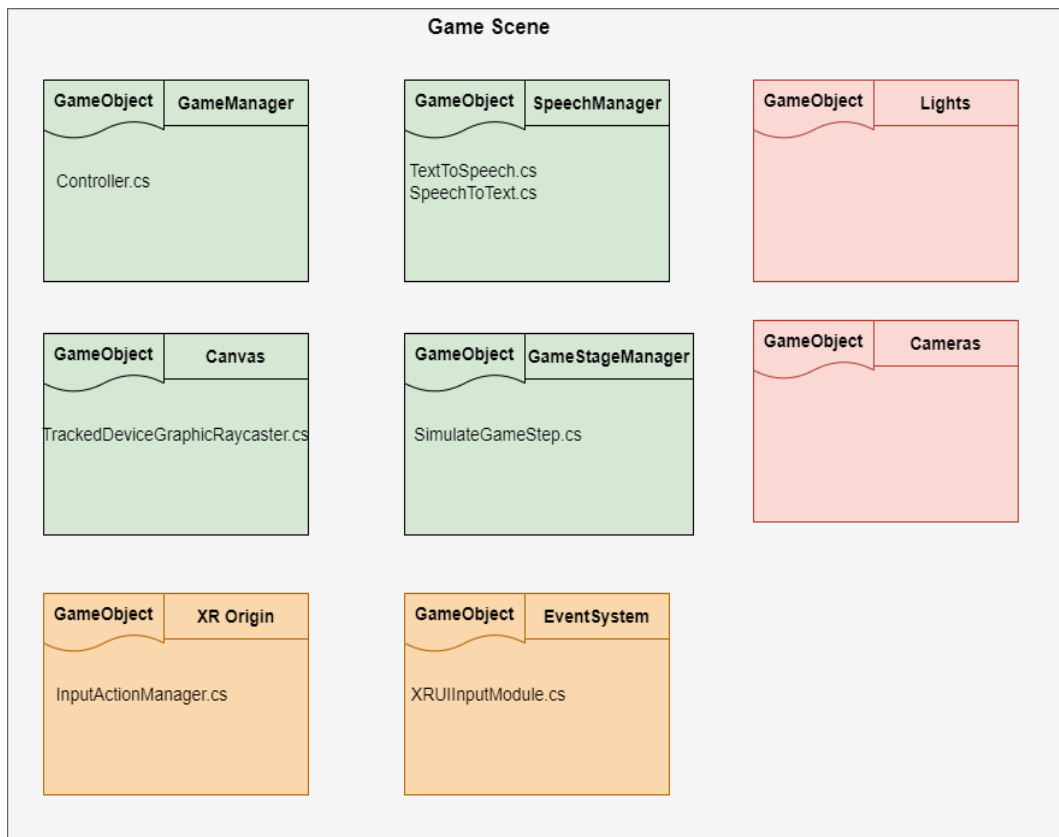 Game Scene
GameObject GameManager
Controller.cs
GameObject SpeechManager
TextToSpeech.cs
SpeechToText.cs
GameObject Lights
GameObject Canvas
TrackedDeviceGraphicRaycaster.cs
GameObject GameStageManager
SimulateGameStep.cs
GameObject Cameras
GameObject XR Origin
InputActionManager.cs
GameObject EventSystem
XRUIInputModule.cs